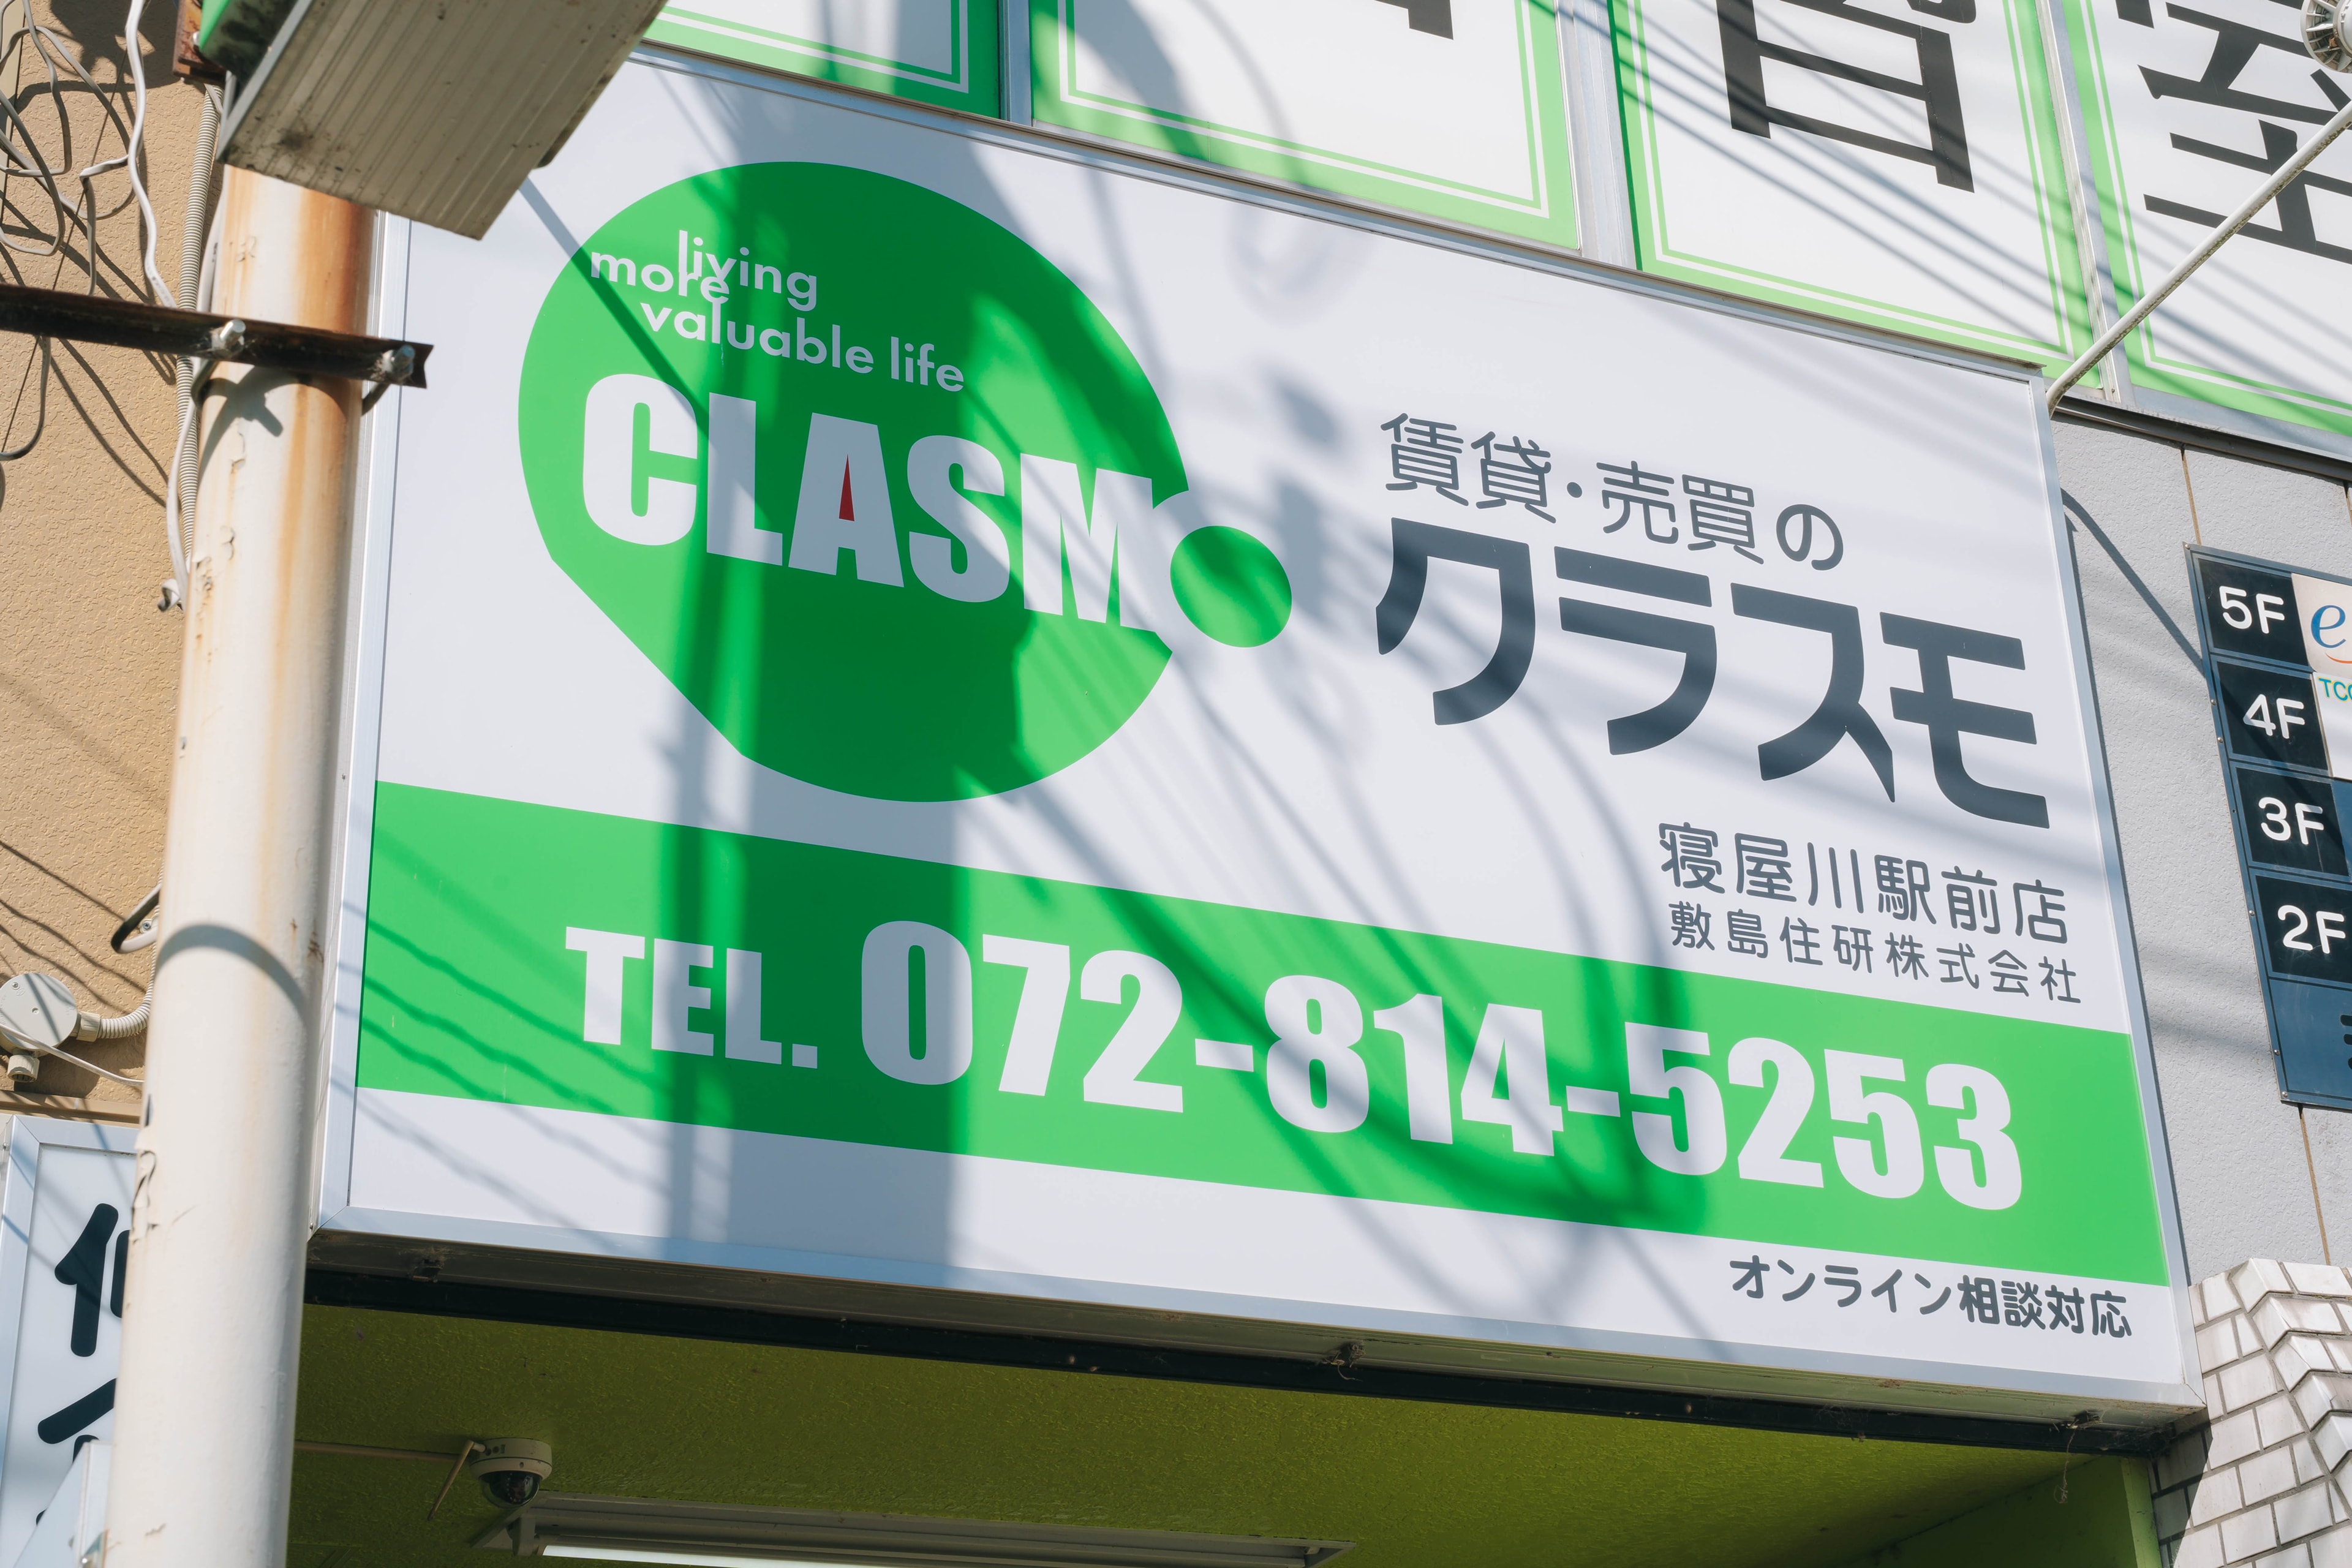 living
more
valuable life
CLASMO
賃貸・売買の
クラスモ
寝屋川駅前店
敷島住研株式会社
TEL. 072-814-5253
オンライン相談対応
5F
e
4F
TC
3F
2F